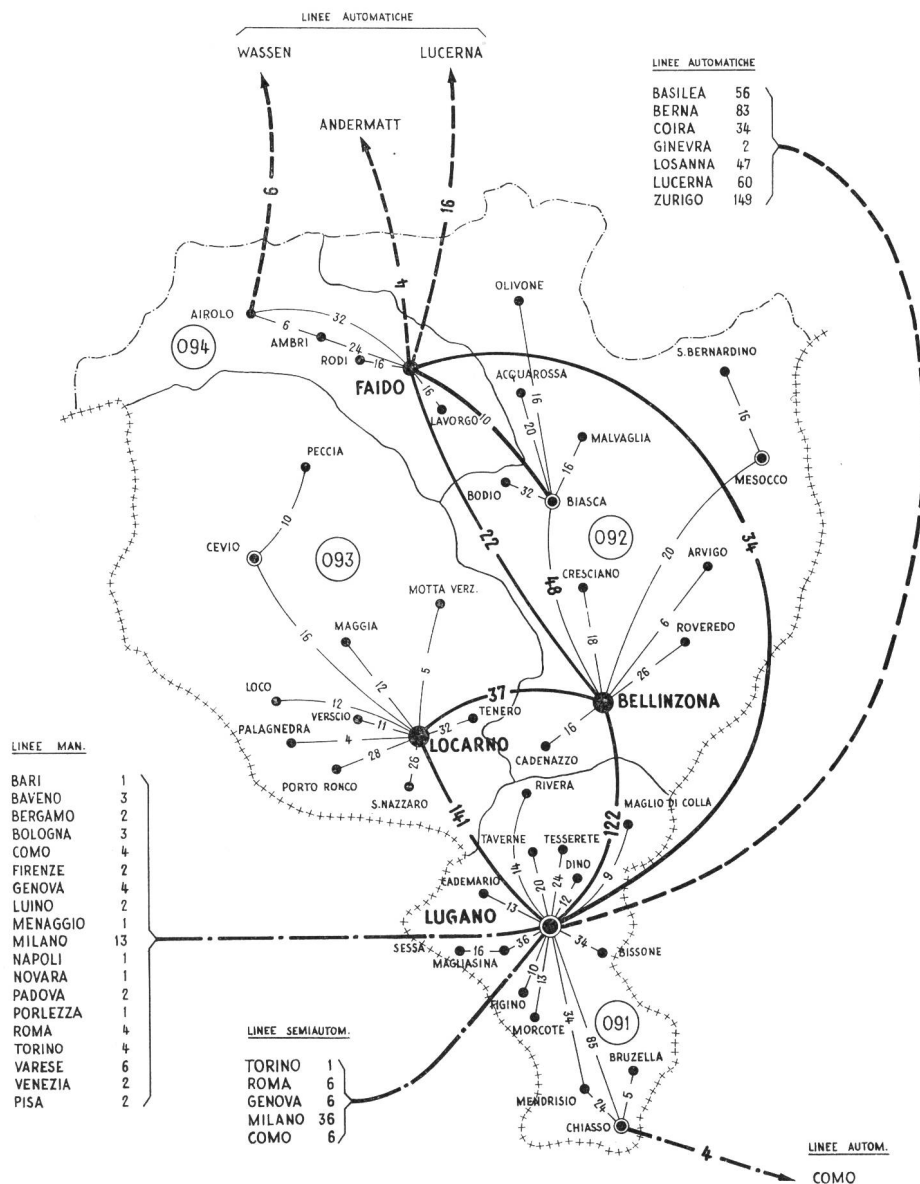 LINEE AUTOMATICHE
WASSEN
LUCERNA
ANDERMATT
LINEE AUTOMATICHE
BASILEA 56
BERNA 83
COIRA 34
GINEVRA 2
LOSANNA 47
LUCERNA 60
ZURIGO 149
6
16
4
OLIVONE
AIROLO
32
6
AMBRI
24
094
RODI
16
FAIDO
S.BERNARDINO
ACQUAROSSA
16
LAVORGO
10
16
20
16
MALVAGLIA
16
PECCIA
BODIO
32
BIASCA
MESOCCO
10
22
092
34
CEVIO
093
20
ARVIGO
48
CRESCIANO
MOTTA VERZ.
MAGGIA
16
18
6
ROVEREDO
12
5
26
LOCO
12
37
BELLINZONA
VERSCIO
11
TENERO
32
PALAGNEDRA
4
LOCARNO
16
28
26
CADENAZZO
PORTO RONCO
S.NAZZARO
RIVERA
MAGLIO DI COLLA
LINEE MAN.
BARI 1
BAVENO 3
BERGAMO 2
BOLOGNA 3
COMO 4
FIRENZE 2
GENOVA 4
LUINO 2
MENAGGIO 1
MILANO 13
NAPOLI 1
NOVARA 1
PADOVA 2
PORLEZZA 1
ROMA 4
TORINO 4
VARESE 6
VENEZIA 2
PISA 2
141
122
TAVERNE
TESSERETE
14
20
24
DINO
12
9
CADEMARIO
13
LUGANO
SESSA
16
MAGLIASINA
36
34
BISSONE
10
13
FIGINO
MORCOTE
34
85
091
BRUZELLA
MENDRISIO
24
5
CHIASSO
4
LINEE SEMIAUTOM.
TORINO 1
ROMA 6
GENOVA 6
MILANO 36
COMO 6
LINEE AUTOM.
COMO